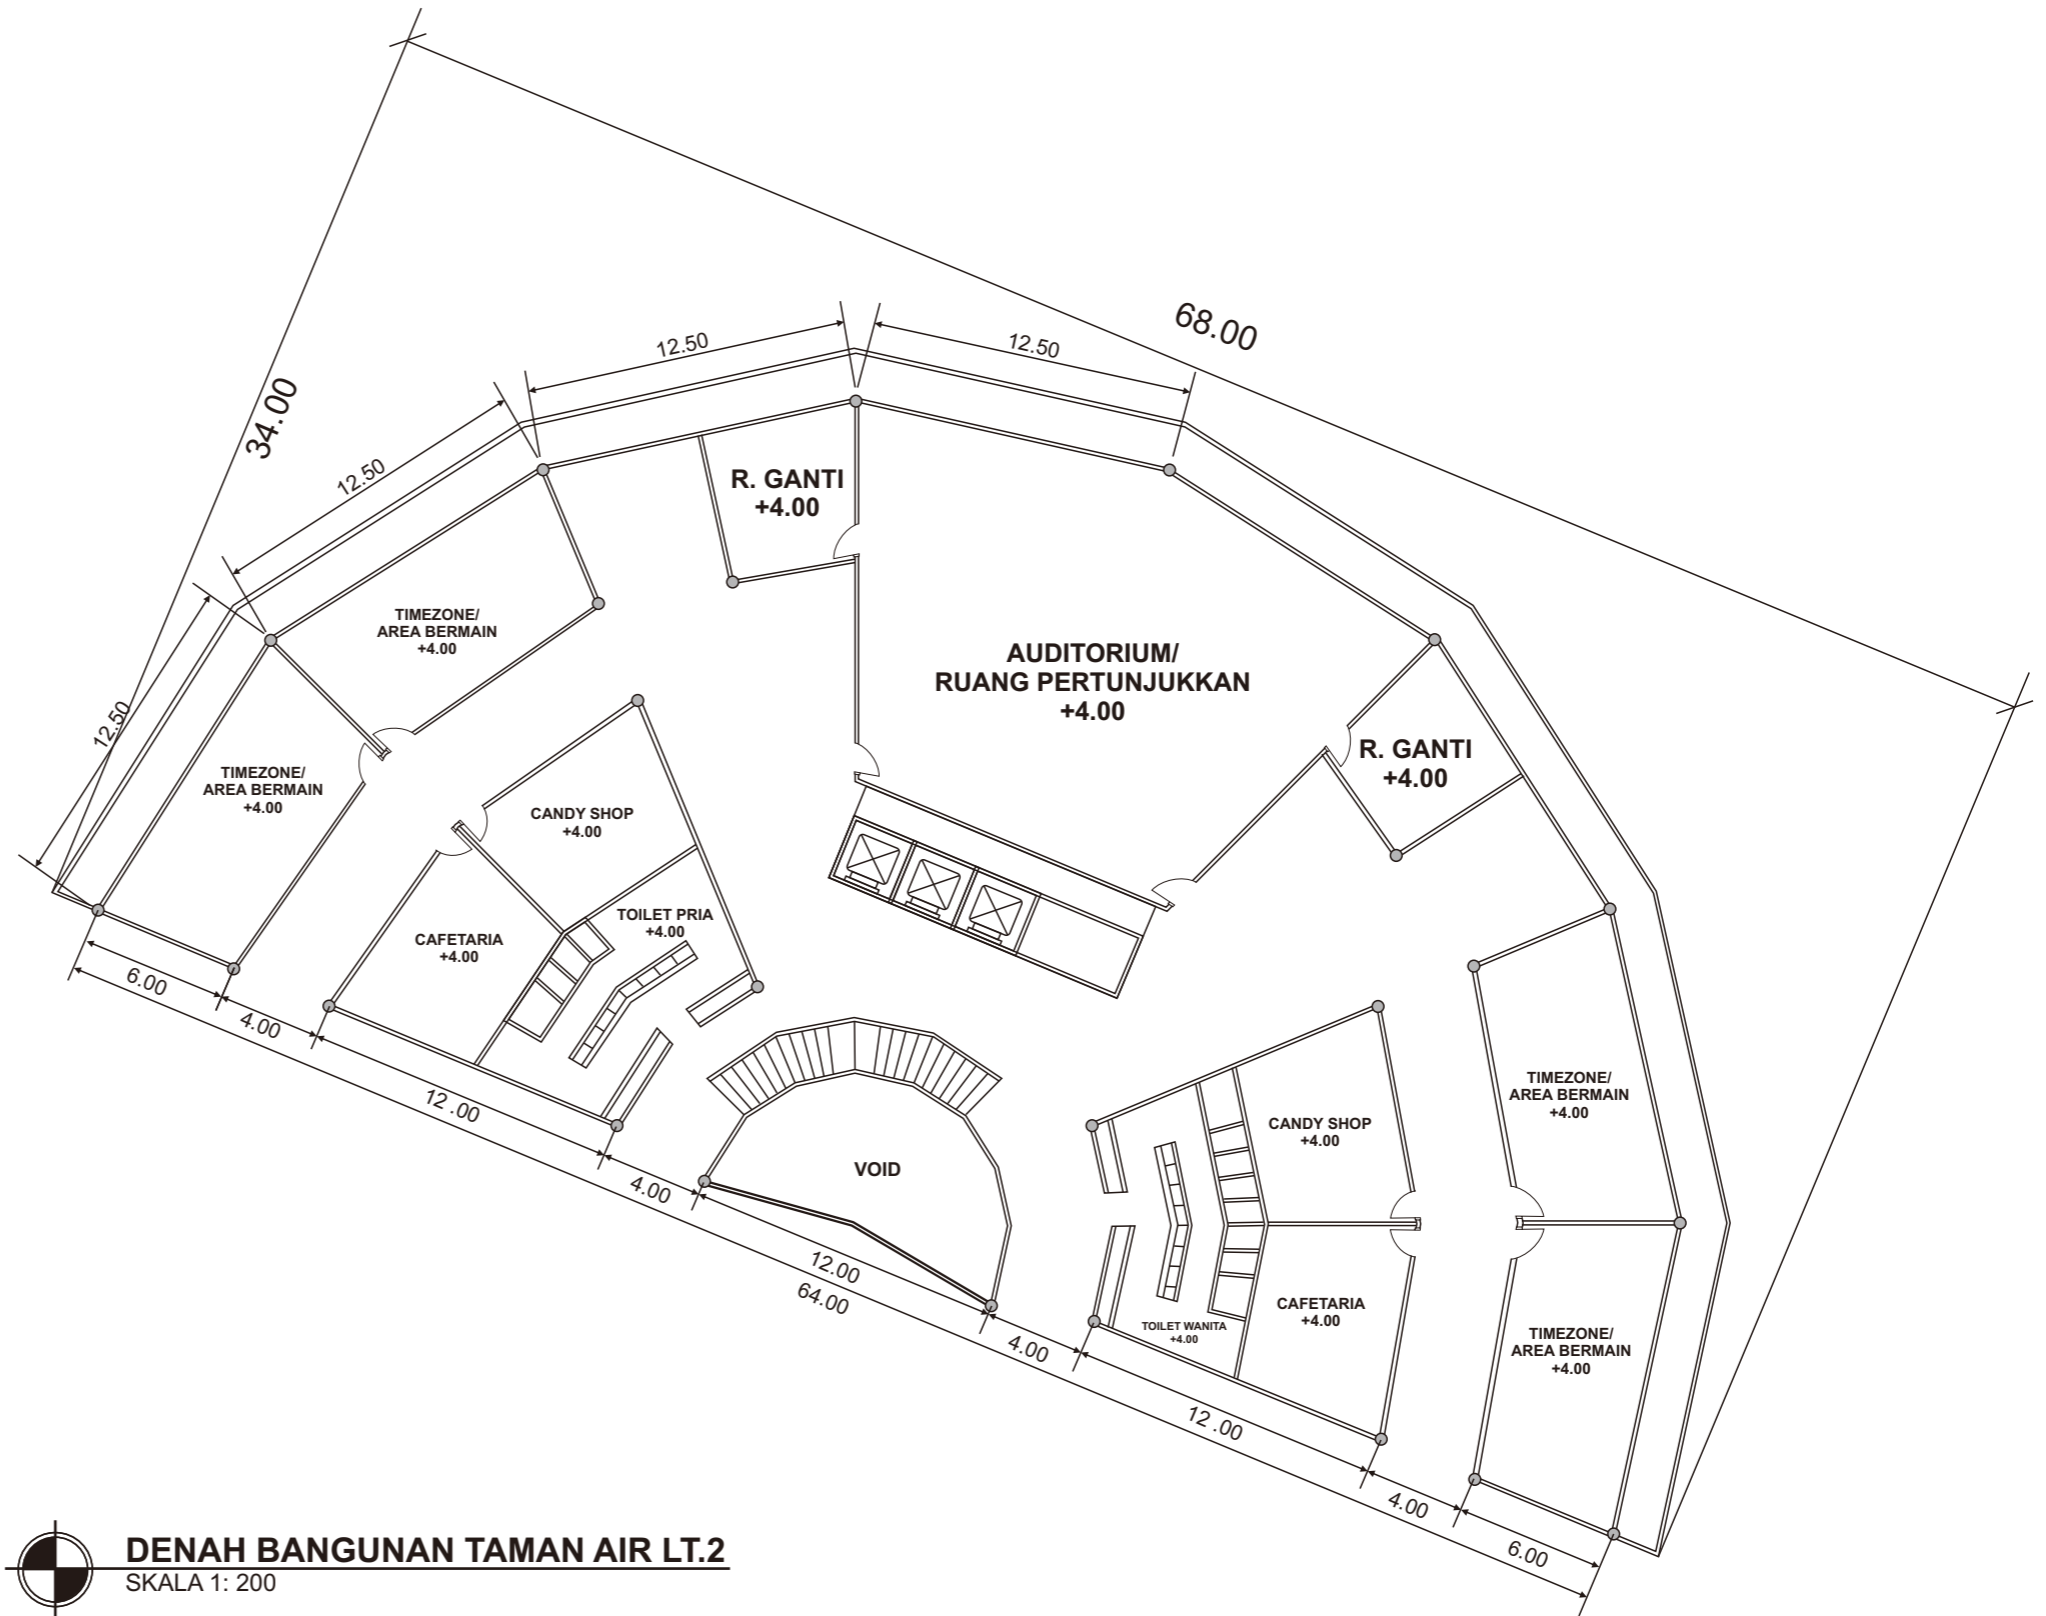 68.00
34.00
12.50
12.50
12.50
12.50
R. GANTI
+4.00
TIMEZONE/
AREA BERMAIN
+4.00
AUDITORIUM/
RUANG PERTUNJUKKAN
+4.00
R. GANTI
+4.00
TIMEZONE/
AREA BERMAIN
+4.00
CANDY SHOP
+4.00
TOILET PRIA
+4.00
CAFETARIA
+4.00
6.00
4.00
12 .00
4.00
12.00
64.00
4.00
12 .00
4.00
6.00
VOID
CANDY SHOP
+4.00
TIMEZONE/
AREA BERMAIN
+4.00
CAFETARIA
+4.00
TOILET WANITA
+4.00
TIMEZONE/
AREA BERMAIN
+4.00
DENAH BANGUNAN TAMAN AIR LT.2
SKALA 1: 200